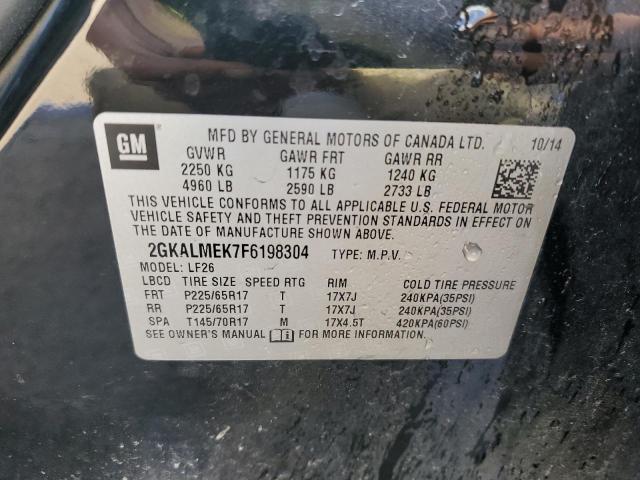 GM
MFD BY GENERAL MOTORS OF CANADA LTD. 10/14
GVWR GAWR FRT GAWR RR
2250 KG 1175 KG 1240 KG
4960 LB 2590 LB 2733 LB
THIS VEHICLE CONFORMS TO ALL APPLICABLE U.S. FEDERAL MOTOR
VEHICLE SAFETY AND THEFT PREVENTION STANDARDS IN EFFECT ON
THE DATE OF MANUFACTURE SHOWN ABOVE.
2GKALMEK7F6198304 TYPE: M.P.V.
MODEL: LF26
LBCD TIRE SIZE SPEED RTG RIM COLD TIRE PRESSURE
FRT P225/65R17 T 17X7J 240KPA(35PSI)
RR P225/65R17 T 17X7J 240KPA(35PSI)
SPA T145/70R17 M 17X4.5T 420KPA(60PSI)
SEE OWNER'S MANUAL FOR MORE INFORMATION.